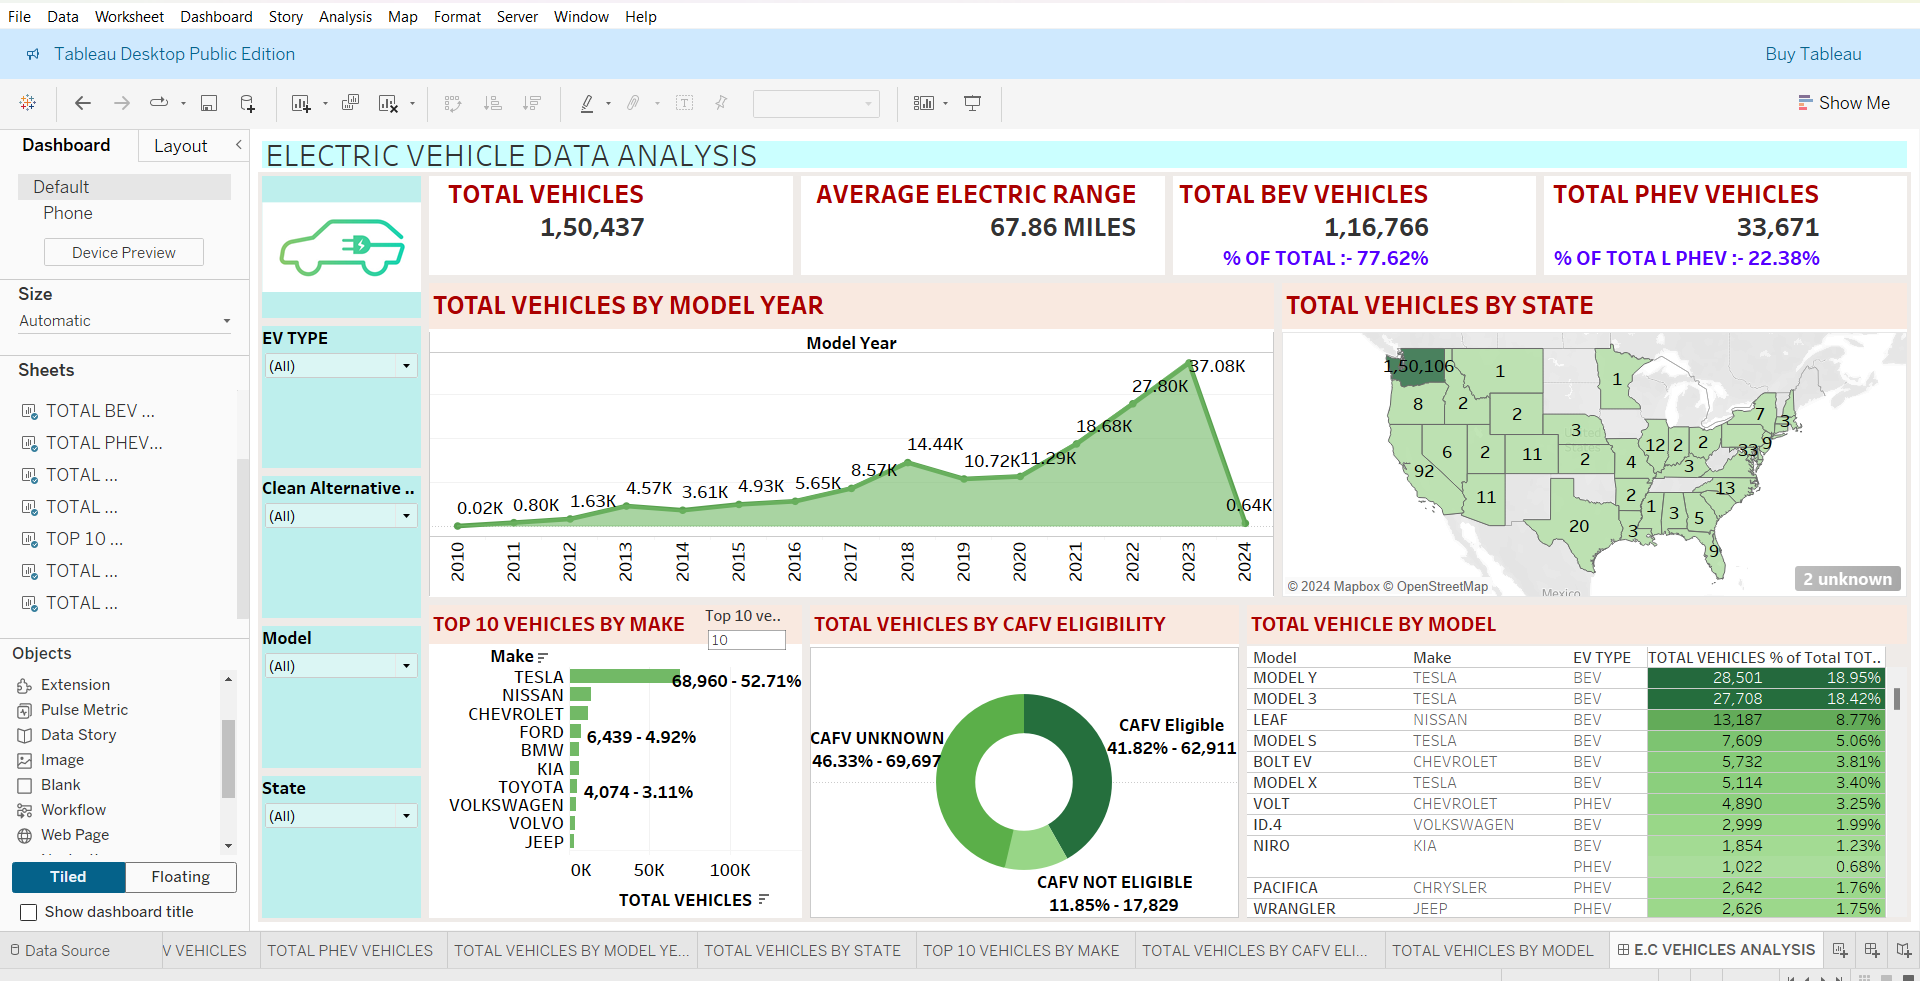 File Data Worksheet Dashboard Story Analysis Map Format Server Window Help
Tableau Desktop Public Edition
Buy Tableau
Show Me
Dashboard
Layout
Default
Phone
Device Preview
Size
Automatic
Sheets
TOTAL BEV ...
TOTAL PHEV...
TOTAL ...
TOTAL ...
TOP 10 ...
TOTAL ...
TOTAL ...
Objects
Extension
Pulse Metric
Data Story
Image
Blank
Workflow
Web Page
Tiled
Floating
Show dashboard title
ELECTRIC VEHICLE DATA ANALYSIS
EV TYPE
(All)
Clean Alternative ..
(All)
Model
(All)
State
(All)
TOTAL VEHICLES
1,50,437
AVERAGE ELECTRIC RANGE
67.86 MILES
TOTAL BEV VEHICLES
1,16,766
% OF TOTAL :- 77.62%
TOTAL PHEV VEHICLES
33,671
% OF TOTA L PHEV :- 22.38%
TOTAL VEHICLES BY MODEL YEAR
Model Year
0.02K
0.80K
1.63K
4.57K
3.61K
4.93K
5.65K
8.57K
14.44K
10.72K
11.29K
18.68K
27.80K
37.08K
0.64K
2010 2011 2012 2013 2014 2015 2016 2017 2018 2019 2020 2021 2022 2023 2024
TOTAL VEHICLES BY STATE
1,50,106
1
1
8
2
2
3
7
3
92
6
2
11
2
4
12
2
2
33
9
3
11
2
13
20
3
1
3
5
9
2 unknown
© 2024 Mapbox © OpenStreetMap
Mexico
TOP 10 VEHICLES BY MAKE
Top 10 ve..
10
Make
TESLA
68,960 - 52.71%
NISSAN
CHEVROLET
FORD
6,439 - 4.92%
BMW
KIA
TOYOTA
4,074 - 3.11%
VOLKSWAGEN
VOLVO
JEEP
0K 50K 100K
TOTAL VEHICLES
TOTAL VEHICLES BY CAFV ELIGIBILITY
CAFV Eligible
41.82% - 62,911
CAFV UNKNOWN
46.33% - 69,697
CAFV NOT ELIGIBLE
11.85% - 17,829
TOTAL VEHICLE BY MODEL
Model Make EV TYPE TOTAL VEHICLES % of Total TOT..
MODEL Y TESLA BEV 28,501 18.95%
MODEL 3 TESLA BEV 27,708 18.42%
LEAF NISSAN BEV 13,187 8.77%
MODEL S TESLA BEV 7,609 5.06%
BOLT EV CHEVROLET BEV 5,732 3.81%
MODEL X TESLA BEV 5,114 3.40%
VOLT CHEVROLET PHEV 4,890 3.25%
ID.4 VOLKSWAGEN BEV 2,999 1.99%
NIRO KIA BEV 1,854 1.23%
PHEV 1,022 0.68%
PACIFICA CHRYSLER PHEV 2,642 1.76%
WRANGLER JEEP PHEV 2,626 1.75%
Data Source
V VEHICLES
TOTAL PHEV VEHICLES
TOTAL VEHICLES BY MODEL YE...
TOTAL VEHICLES BY STATE
TOP 10 VEHICLES BY MAKE
TOTAL VEHICLES BY CAFV ELI...
TOTAL VEHICLES BY MODEL
E.C VEHICLES ANALYSIS